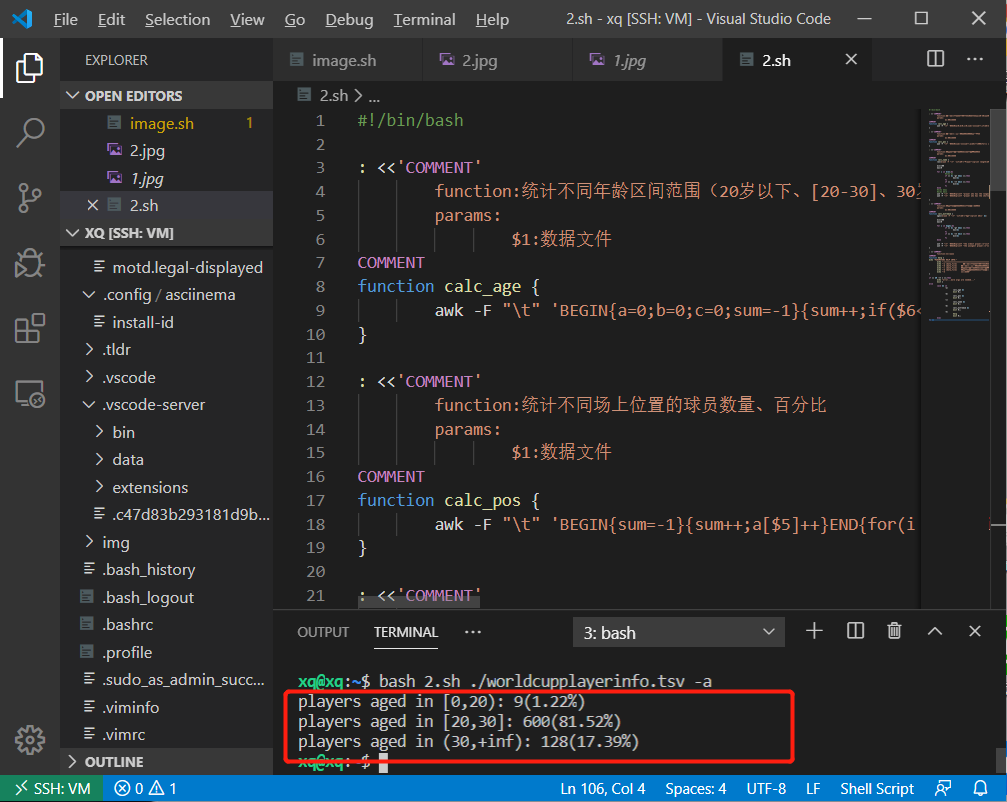 File Edit Selection View Go Debug Terminal Help 2.sh - xq [SSH: VM] - Visual Studio Code
EXPLORER
OPEN EDITORS
image.sh 1
2.jpg
1.jpg
2.sh
XQ [SSH: VM]
motd.legal-displayed
.config / asciinema
install-id
.tldr
.vscode
.vscode-server
bin
data
extensions
.c47d83b293181d9b...
img
.bash_history
.bash_logout
.bashrc
.profile
.sudo_as_admin_succ...
.viminfo
.vimrc
OUTLINE
image.sh 2.jpg 1.jpg 2.sh
2.sh > ...
1 #!/bin/bash
2
3 : <<'COMMENT'
4 function:统计不同年龄区间范围（20岁以下、[20-30]、30
5 params:
6 $1:数据文件
7 COMMENT
8 function calc_age {
9 awk -F "\t" 'BEGIN{a=0;b=0;c=0;sum=-1}{sum++;if($6<
10 }
11
12 : <<'COMMENT'
13 function:统计不同场上位置的球员数量、百分比
14 params:
15 $1:数据文件
16 COMMENT
17 function calc_pos {
18 awk -F "\t" 'BEGIN{sum=-1}{sum++;a[$5]++}END{for(i
19 }
20
21 : <<'COMMENT'
OUTPUT TERMINAL ... 3: bash
xq@xq:~$ bash 2.sh ./worldcupplayerinfo.tsv -a
players aged in [0,20): 9(1.22%)
players aged in [20,30]: 600(81.52%)
players aged in (30,+inf): 128(17.39%)
xq@xq:~$
SSH: VM 0 1 Ln 106, Col 4 Spaces: 4 UTF-8 LF Shell Script